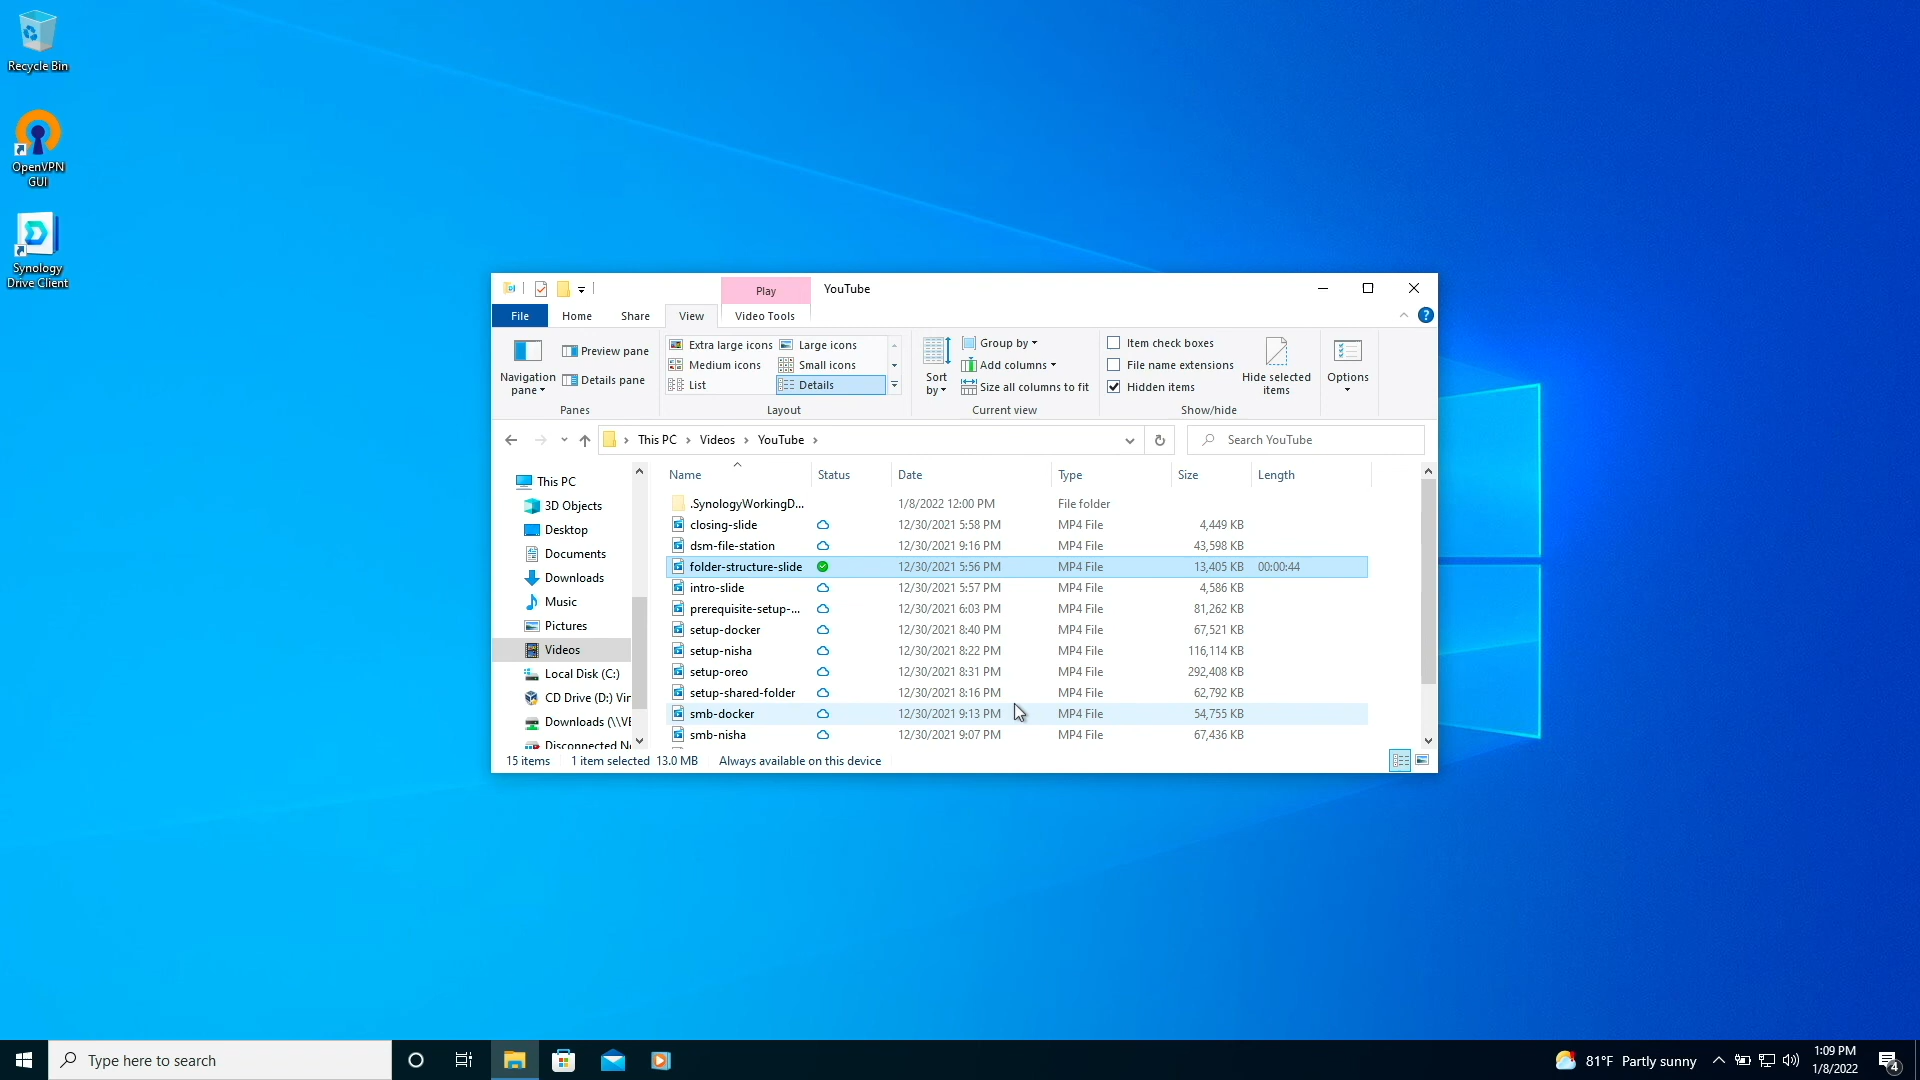 Recycle Bin
OpenVPN
GUI
Synology
Drive Client
Play
YouTube
File
Home
Share
View
Video Tools
Navigation
pane
Preview pane
Details pane
Panes
Extra large icons
Large icons
Medium icons
Small icons
List
Details
Layout
Sort
by
Group by
Add columns
Size all columns to fit
Current view
Item check boxes
File name extensions
Hidden items
Hide selected
items
Show/hide
Options
This PC
Videos
YouTube
Search YouTube
This PC
3D Objects
Desktop
Documents
Downloads
Music
Pictures
Videos
Local Disk (C:)
CD Drive (D:) Vir
Downloads (\\VE
Disconnected Ne
Name Status Date Type Size Length
.SynologyWorkingD... 1/8/2022 12:00 PM File folder
closing-slide 12/30/2021 5:58 PM MP4 File 4,449 KB
dsm-file-station 12/30/2021 9:16 PM MP4 File 43,598 KB
folder-structure-slide 12/30/2021 5:56 PM MP4 File 13,405 KB 00:00:44
intro-slide 12/30/2021 5:57 PM MP4 File 4,586 KB
prerequisite-setup-... 12/30/2021 6:03 PM MP4 File 81,262 KB
setup-docker 12/30/2021 8:40 PM MP4 File 67,521 KB
setup-nisha 12/30/2021 8:22 PM MP4 File 116,114 KB
setup-oreo 12/30/2021 8:31 PM MP4 File 292,408 KB
setup-shared-folder 12/30/2021 8:16 PM MP4 File 62,792 KB
smb-docker 12/30/2021 9:13 PM MP4 File 54,755 KB
smb-nisha 12/30/2021 9:07 PM MP4 File 67,436 KB
15 items 1 item selected 13.0 MB Always available on this device
Type here to search
81°F Partly sunny
1:09 PM
1/8/2022
4